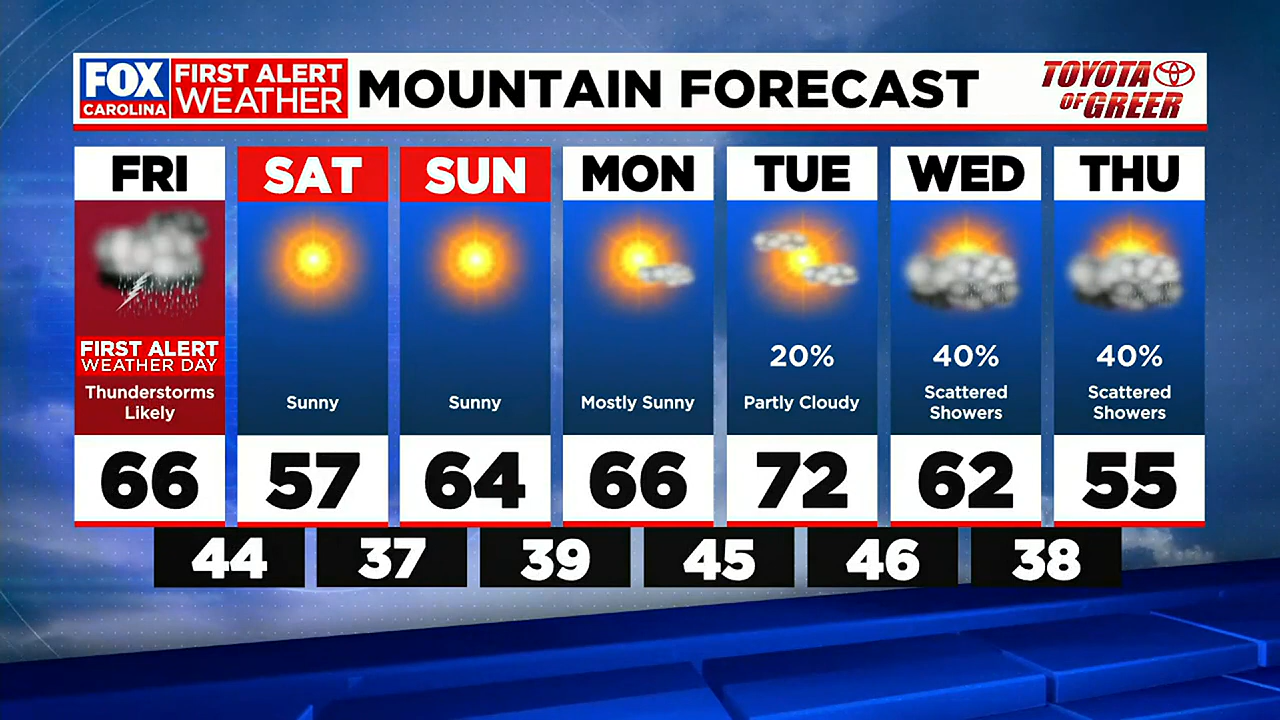 FOX
CAROLINA
FIRST ALERT
WEATHER
MOUNTAIN FORECAST
TOYOTA
OF GREER
FRI
SAT
SUN
MON
TUE
WED
THU
FIRST ALERT
WEATHER DAY
20%
40%
40%
Thunderstorms
Likely
Sunny
Sunny
Mostly Sunny
Partly Cloudy
Scattered
Showers
Scattered
Showers
66
57
64
66
72
62
55
44
37
39
45
46
38